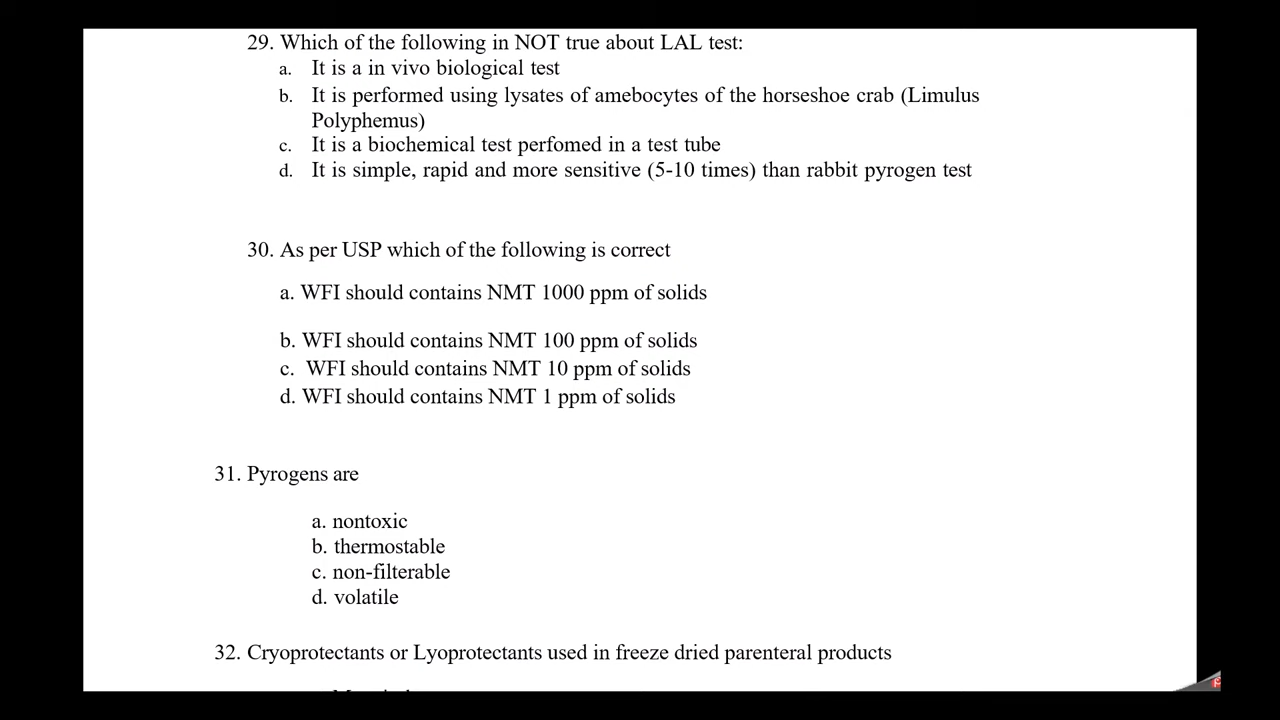 29. Which of the following in NOT true about LAL test:
a. It is a in vivo biological test
b. It is performed using lysates of amebocytes of the horseshoe crab (Limulus
Polyphemus)
c. It is a biochemical test perfomed in a test tube
d. It is simple, rapid and more sensitive (5-10 times) than rabbit pyrogen test
30. As per USP which of the following is correct
a. WFI should contains NMT 1000 ppm of solids
b. WFI should contains NMT 100 ppm of solids
c. WFI should contains NMT 10 ppm of solids
d. WFI should contains NMT 1 ppm of solids
31. Pyrogens are
a. nontoxic
b. thermostable
c. non-filterable
d. volatile
32. Cryoprotectants or Lyoprotectants used in freeze dried parenteral products